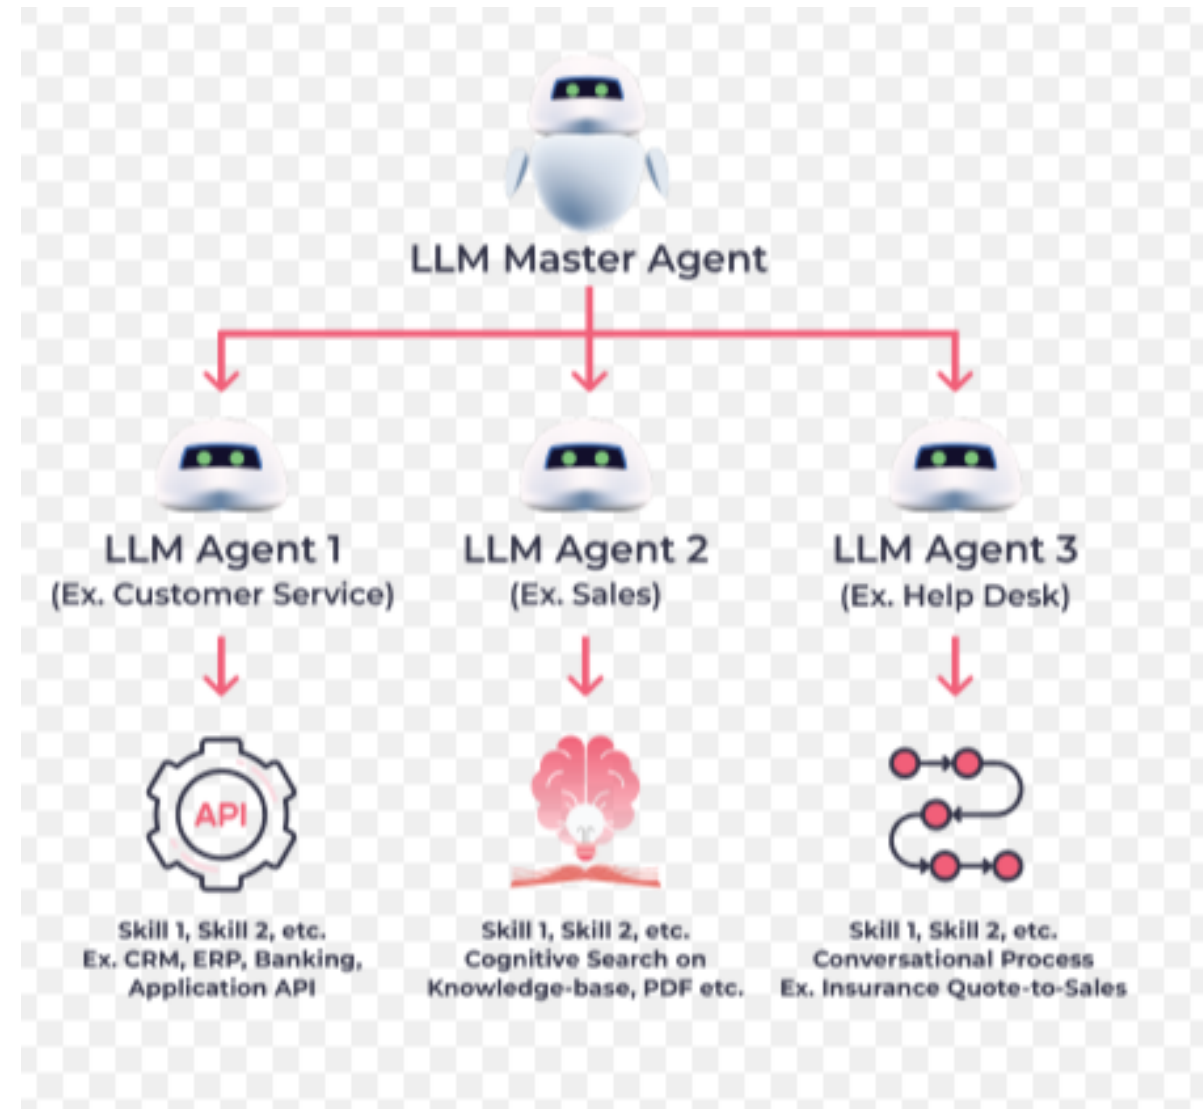 LLM Master Agent
LLM Agent 1
(Ex. Customer Service)
LLM Agent 2
(Ex. Sales)
LLM Agent 3
(Ex. Help Desk)
API
Skill 1, Skill 2, etc.
Ex. CRM, ERP, Banking,
Application API
Skill 1, Skill 2, etc.
Cognitive Search on
Knowledge-base, PDF etc.
Skill 1, Skill 2, etc.
Conversational Process
Ex. Insurance Quote-to-Sales